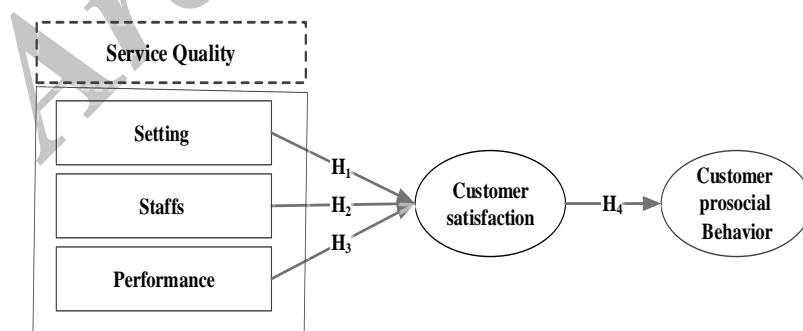 Service Quality
Setting
Staffs
Performance
H1
H2
H3
Customer
satisfaction
H4
Customer
prosocial
Behavior